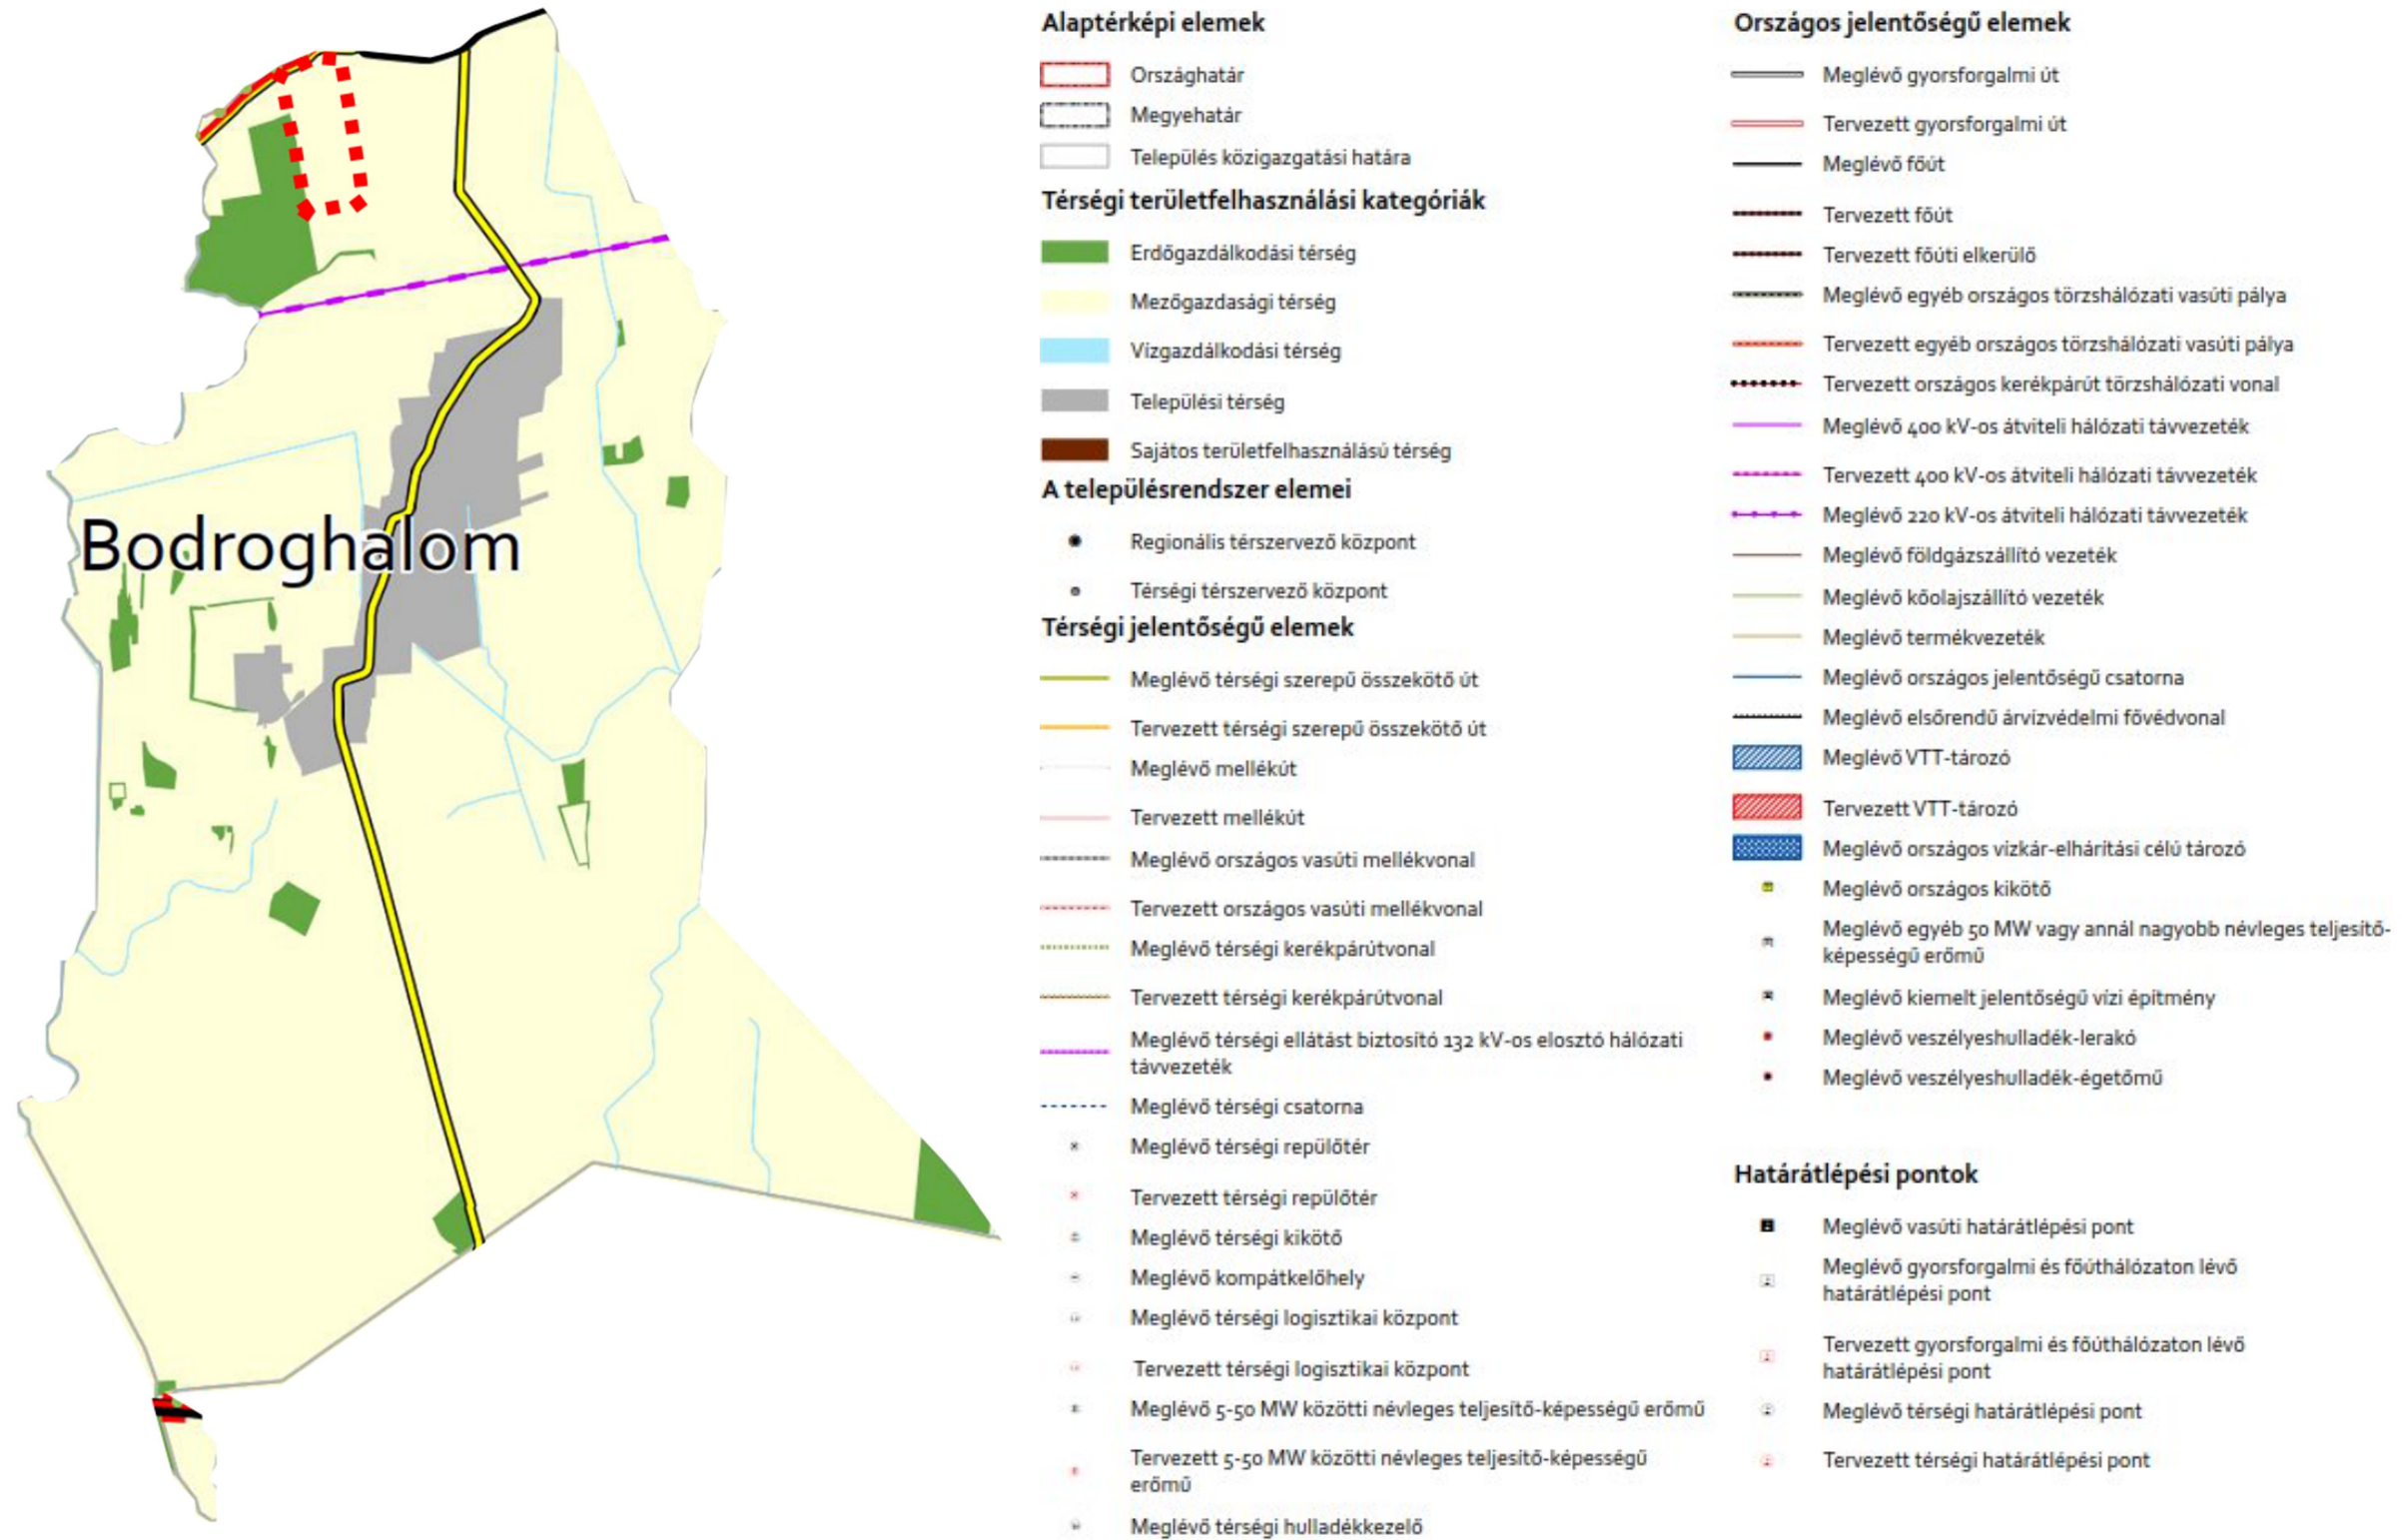 Bodroghalom
Alaptérképi elemek
Országhatár
Megyehatár
Település közigazgatási határa
Térségi területfelhasználási kategóriák
Erdőgazdálkodási térség
Mezőgazdasági térség
Vízgazdálkodási térség
Települési térség
Sajátos területfelhasználású térség
A településrendszer elemei
Regionális térszervező központ
Térségi térszervező központ
Térségi jelentőségű elemek
Meglévő térségi szerepű összekötő út
Tervezett térségi szerepű összekötő út
Meglévő mellékút
Tervezett mellékút
Meglévő országos vasúti mellékvonal
Tervezett országos vasúti mellékvonal
Meglévő térségi kerékpárútvonal
Tervezett térségi kerékpárútvonal
Meglévő térségi ellátást biztosító 132 kV-os elosztó hálózati
távvezeték
Meglévő térségi csatorna
Meglévő térségi repülőtér
Tervezett térségi repülőtér
Meglévő térségi kikötő
Meglévő kompátkelőhely
Meglévő térségi logisztikai központ
Tervezett térségi logisztikai központ
Meglévő 5-50 MW közötti névleges teljesítő-képességű erőmű
Tervezett 5-50 MW közötti névleges teljesítő-képességű
erőmű
Meglévő térségi hulladékkezelő
Országos jelentőségű elemek
Meglévő gyorsforgalmi út
Tervezett gyorsforgalmi út
Meglévő főút
Tervezett főút
Tervezett főúti elkerülő
Meglévő egyéb országos törzshálózati vasúti pálya
Tervezett egyéb országos törzshálózati vasúti pálya
Tervezett országos kerékpárút törzshálózati vonal
Meglévő 400 kV-os átviteli hálózati távvezeték
Tervezett 400 kV-os átviteli hálózati távvezeték
Meglévő 220 kV-os átviteli hálózati távvezeték
Meglévő földgázszállító vezeték
Meglévő kőolajszállító vezeték
Meglévő termékvezeték
Meglévő országos jelentőségű csatorna
Meglévő elsőrendű árvízvédelmi fővédvonal
Meglévő VTT-tározó
Tervezett VTT-tározó
Meglévő országos vízkár-elhárítási célú tározó
Meglévő országos kikötő
Meglévő egyéb 50 MW vagy annál nagyobb névleges teljesítő-
képességű erőmű
Meglévő kiemelt jelentőségű vízi építmény
Meglévő veszélyeshulladék-lerakó
Meglévő veszélyeshulladék-égetőmű
Határátlépési pontok
Meglévő vasúti határátlépési pont
Meglévő gyorsforgalmi és főúthálózaton lévő
határátlépési pont
Tervezett gyorsforgalmi és főúthálózaton lévő
határátlépési pont
Meglévő térségi határátlépési pont
Tervezett térségi határátlépési pont